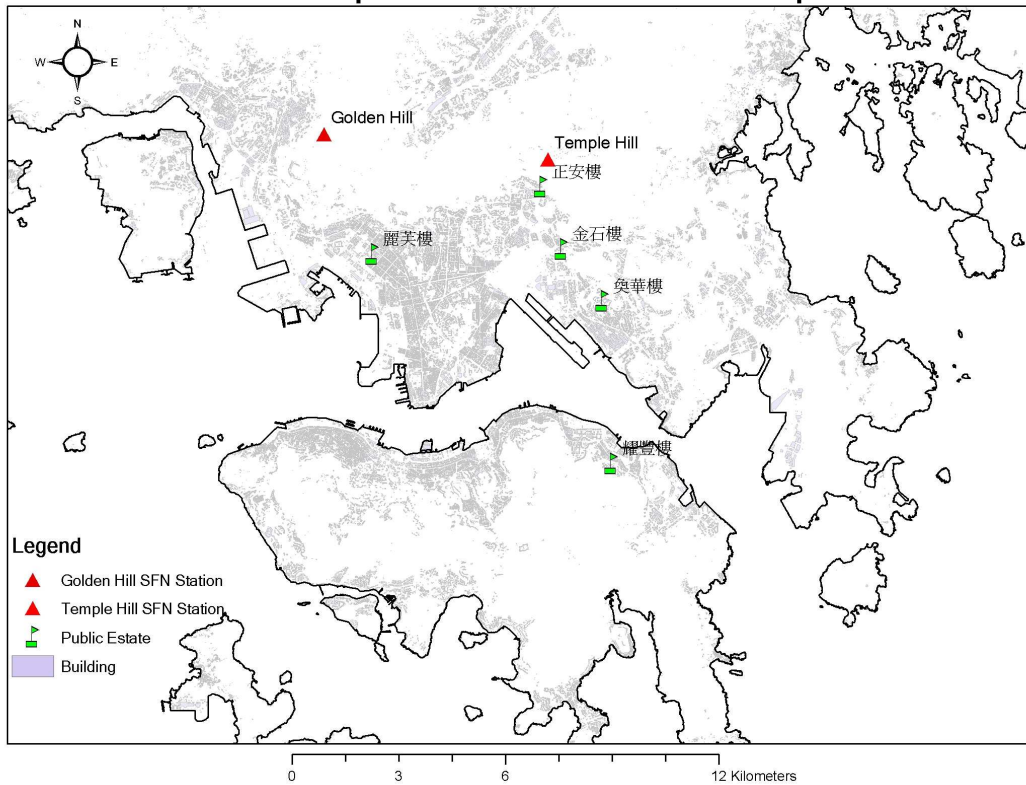 N
W
E
S
Golden Hill
Temple Hill
正安樓
金石樓
麗芙樓
奐華樓
耀豐樓
Legend
Golden Hill SFN Station
Temple Hill SFN Station
Public Estate
Building
0 3 6 12 Kilometers